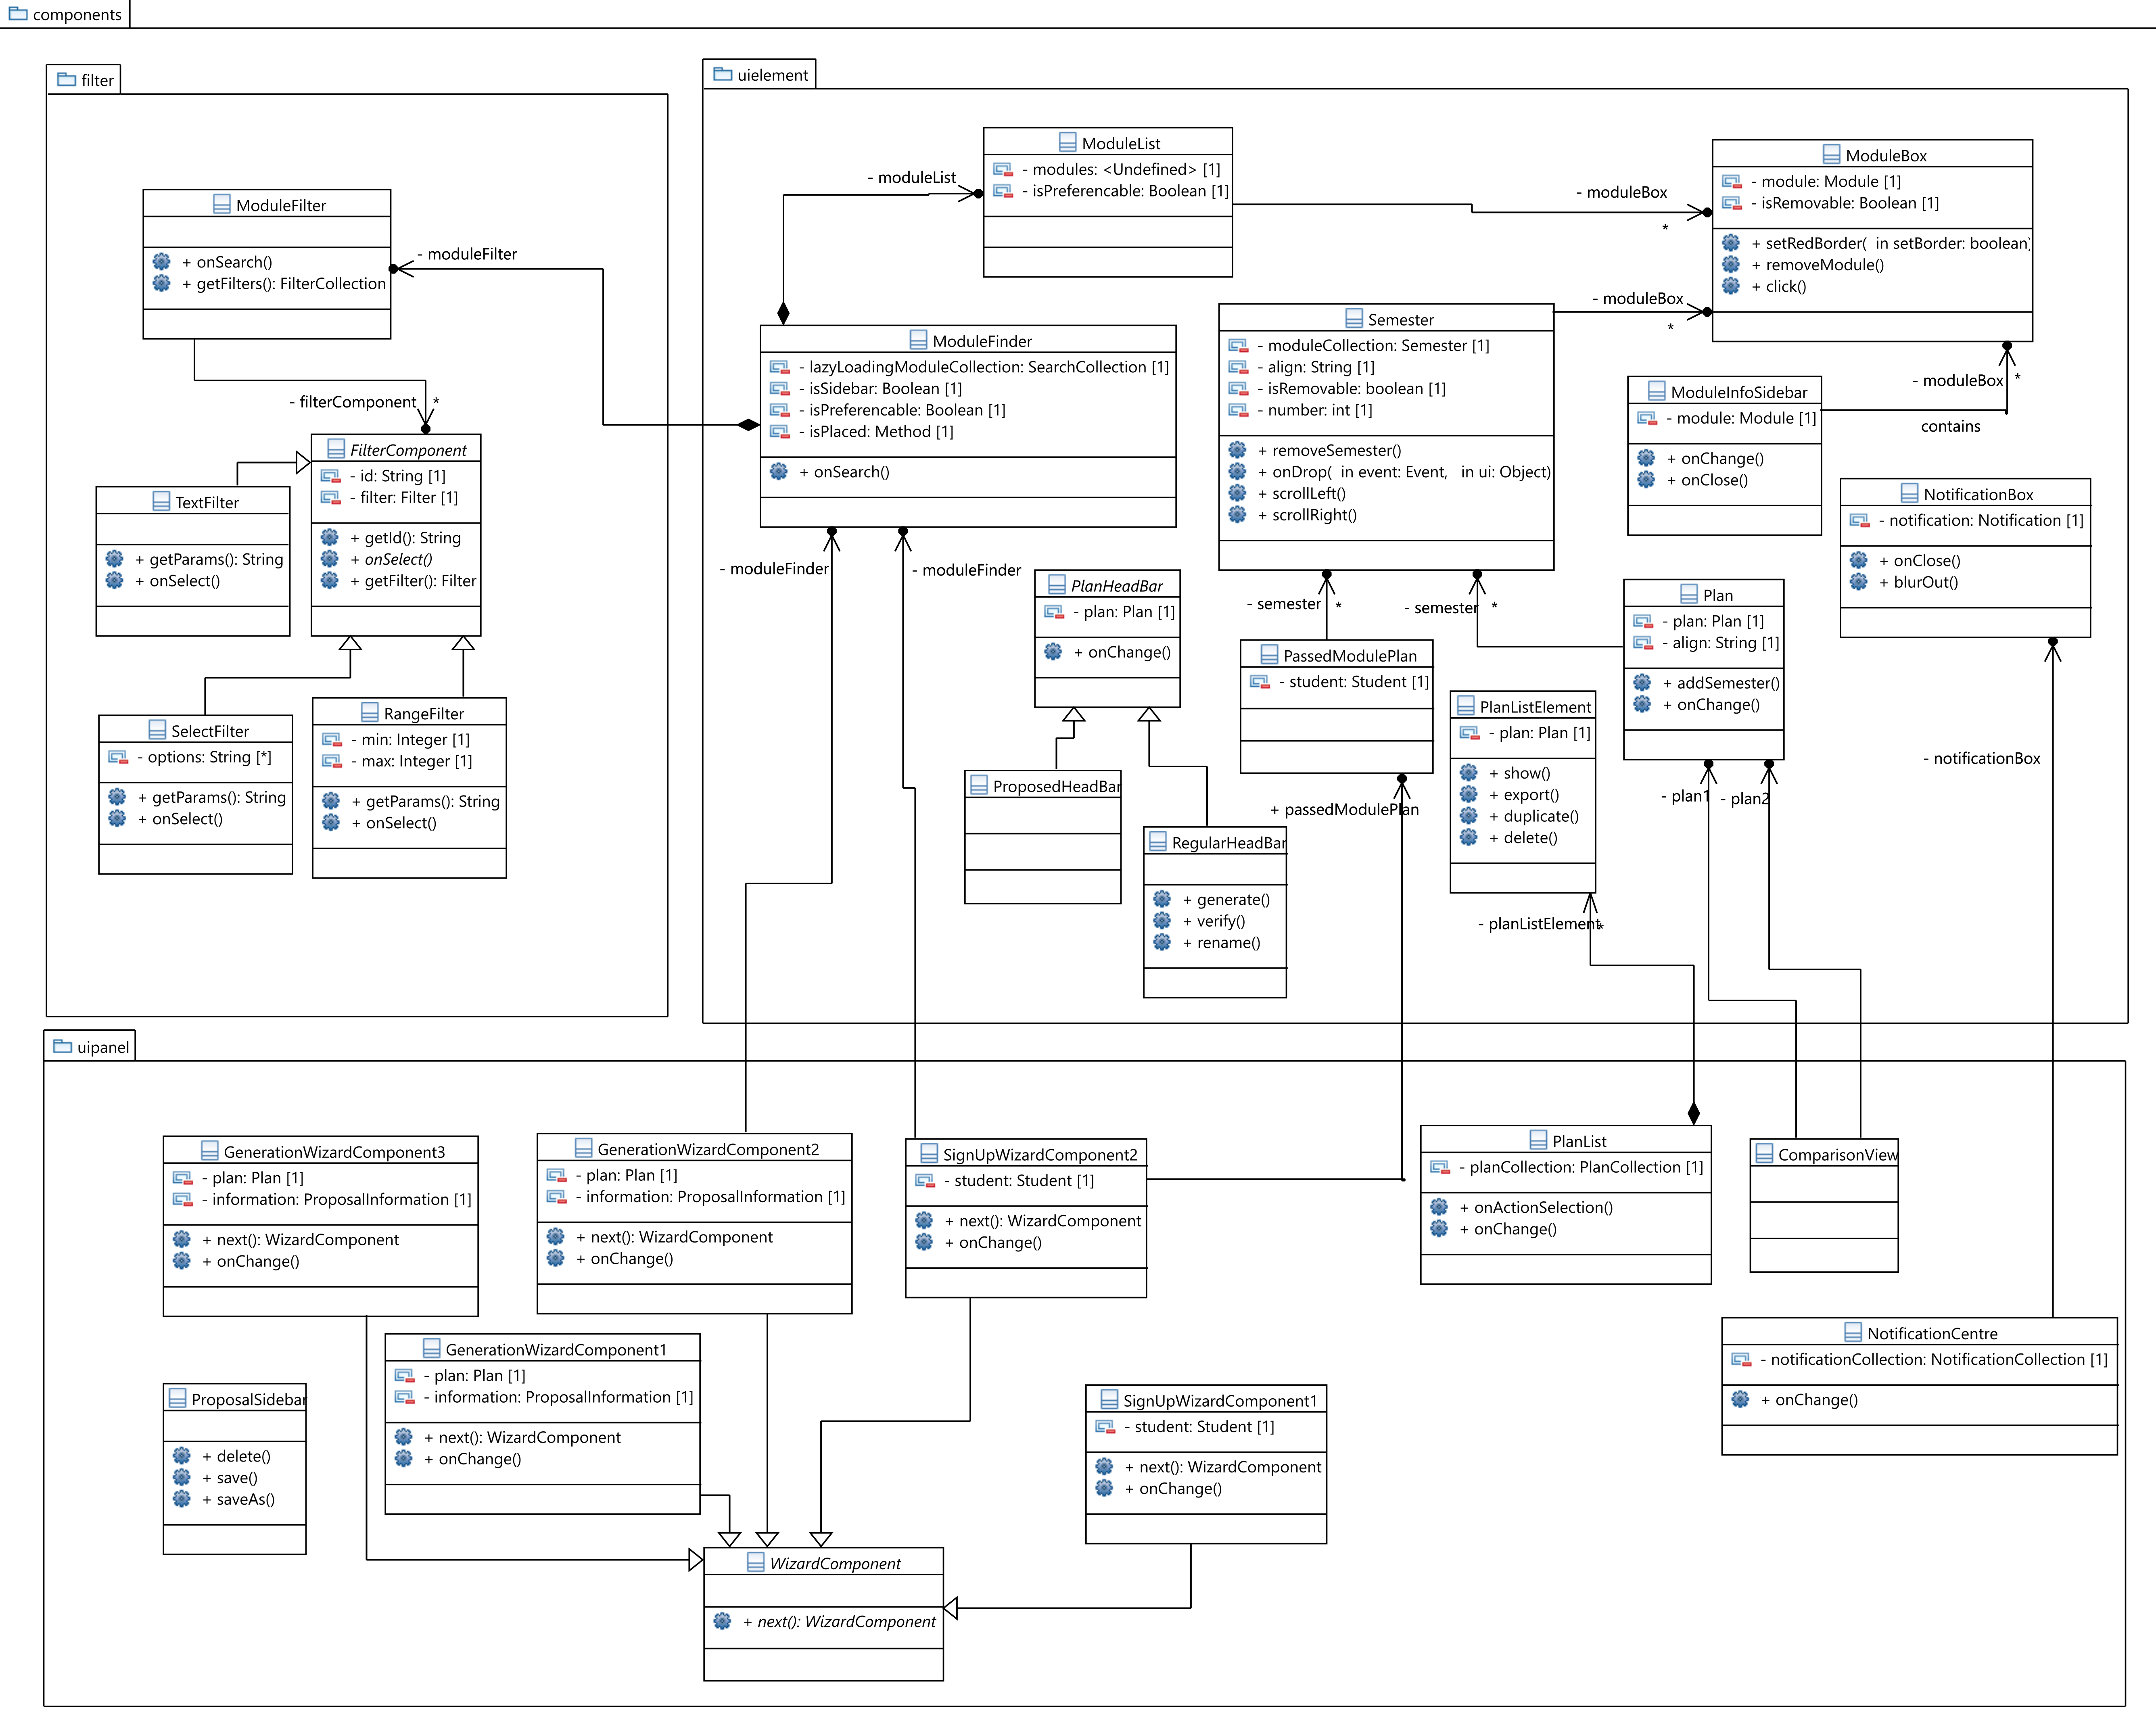 components
filter
ModuleFilter
+ onSearch()
+ getFilters(): FilterCollection
- moduleFilter
- filterComponent
*
FilterComponent
- id: String [1]
- filter: Filter [1]
+ getId(): String
+ onSelect()
+ getFilter(): Filter
TextFilter
+ getParams(): String
+ onSelect()
SelectFilter
- options: String [*]
+ getParams(): String
+ onSelect()
RangeFilter
- min: Integer [1]
- max: Integer [1]
+ getParams(): String
+ onSelect()
uielement
ModuleList
- modules: <Undefined> [1]
- isPreferencable: Boolean [1]
- moduleList
- moduleBox
*
ModuleBox
- module: Module [1]
- isRemovable: Boolean [1]
+ setRedBorder(  in setBorder: boolean)
+ removeModule()
+ click()
ModuleFinder
- lazyLoadingModuleCollection: SearchCollection [1]
- isSidebar: Boolean [1]
- isPreferencable: Boolean [1]
- isPlaced: Method [1]
+ onSearch()
- moduleFinder
- moduleFinder
Semester
- moduleCollection: Semester [1]
- align: String [1]
- isRemovable: boolean [1]
- number: int [1]
+ removeSemester()
+ onDrop(  in event: Event,   in ui: Object)
+ scrollLeft()
+ scrollRight()
- moduleBox
*
ModuleInfoSidebar
- module: Module [1]
+ onChange()
+ onClose()
- moduleBox
*
contains
NotificationBox
- notification: Notification [1]
+ onClose()
+ blurOut()
- notificationBox
PlanHeadBar
- plan: Plan [1]
+ onChange()
ProposedHeadBar
RegularHeadBar
+ generate()
+ verify()
+ rename()
- semester
*
- semester
*
PassedModulePlan
- student: Student [1]
+ passedModulePlan
PlanListElement
- plan: Plan [1]
+ show()
+ export()
+ duplicate()
+ delete()
- planListElement
*
Plan
- plan: Plan [1]
- align: String [1]
+ addSemester()
+ onChange()
- plan1
- plan2
uipanel
GenerationWizardComponent3
- plan: Plan [1]
- information: ProposalInformation [1]
+ next(): WizardComponent
+ onChange()
GenerationWizardComponent2
- plan: Plan [1]
- information: ProposalInformation [1]
+ next(): WizardComponent
+ onChange()
SignUpWizardComponent2
- student: Student [1]
+ next(): WizardComponent
+ onChange()
PlanList
- planCollection: PlanCollection [1]
+ onActionSelection()
+ onChange()
ComparisonView
GenerationWizardComponent1
- plan: Plan [1]
- information: ProposalInformation [1]
+ next(): WizardComponent
+ onChange()
ProposalSidebar
+ delete()
+ save()
+ saveAs()
SignUpWizardComponent1
- student: Student [1]
+ next(): WizardComponent
+ onChange()
NotificationCentre
- notificationCollection: NotificationCollection [1]
+ onChange()
WizardComponent
+ next(): WizardComponent